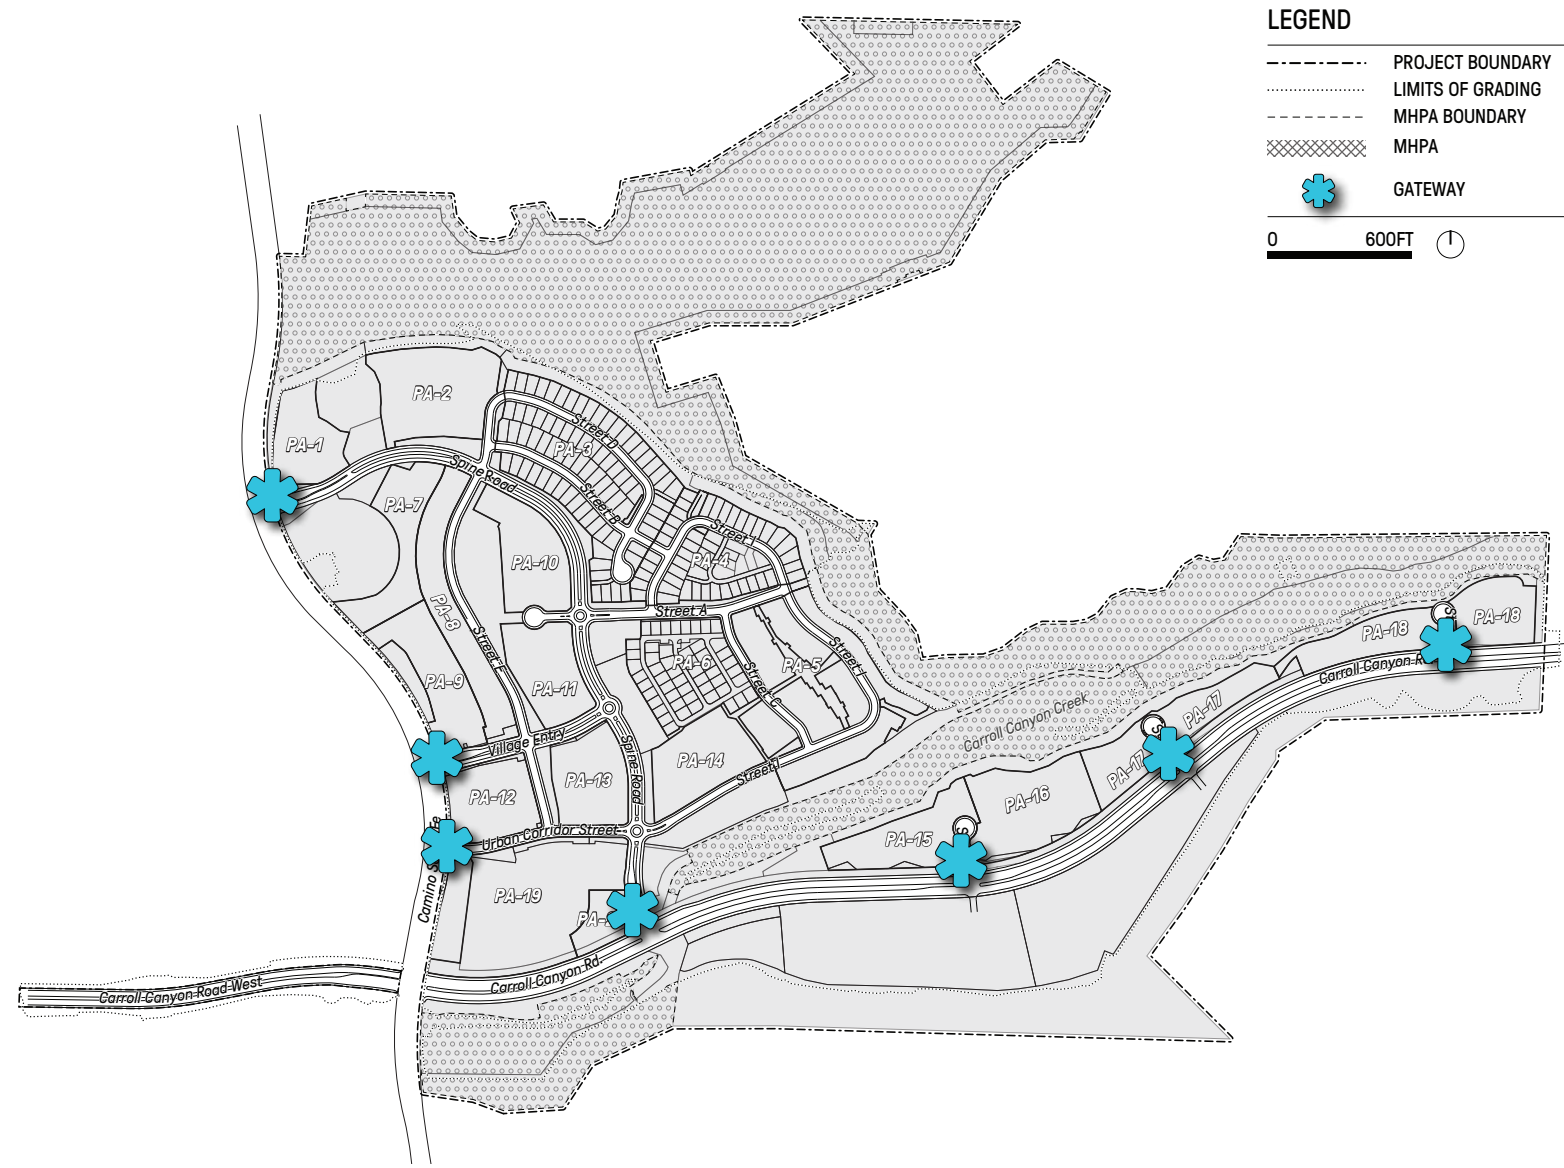 LEGEND
PROJECT BOUNDARY
LIMITS OF GRADING
MHPA BOUNDARY
MHPA
GATEWAY
0 600FT
PA-2
PA-1
Street D
PA-3
Spine Road
PA-7
Street B
Street
PA-10
PA-4
PA-8
Street A
PA-18
PA-18
Street
PA-6
PA-5
Street
Carroll Canyon
PA-9
PA-11
Street C
PA-17
Carroll Canyon Creek
Village Entry
Spine Road
PA-14
PA-17
PA-13
Street
PA-12
PA-16
Urban Corridor Street
PA-15
Camino
PA-19
PA-
Carroll Canyon Rd
Carroll Canyon Road West